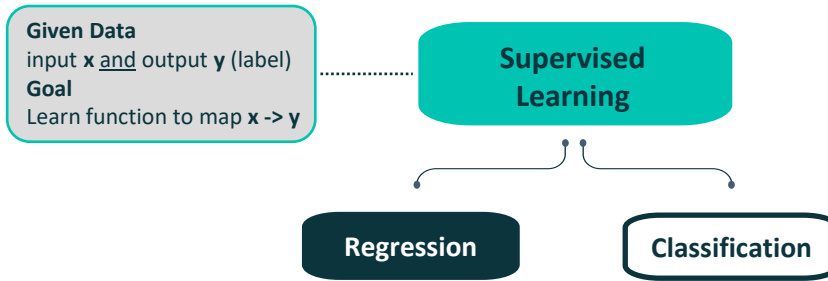 Given Data
input x and output y (label)
Goal
Learn function to map x -> y
Supervised
Learning
Regression
Classification